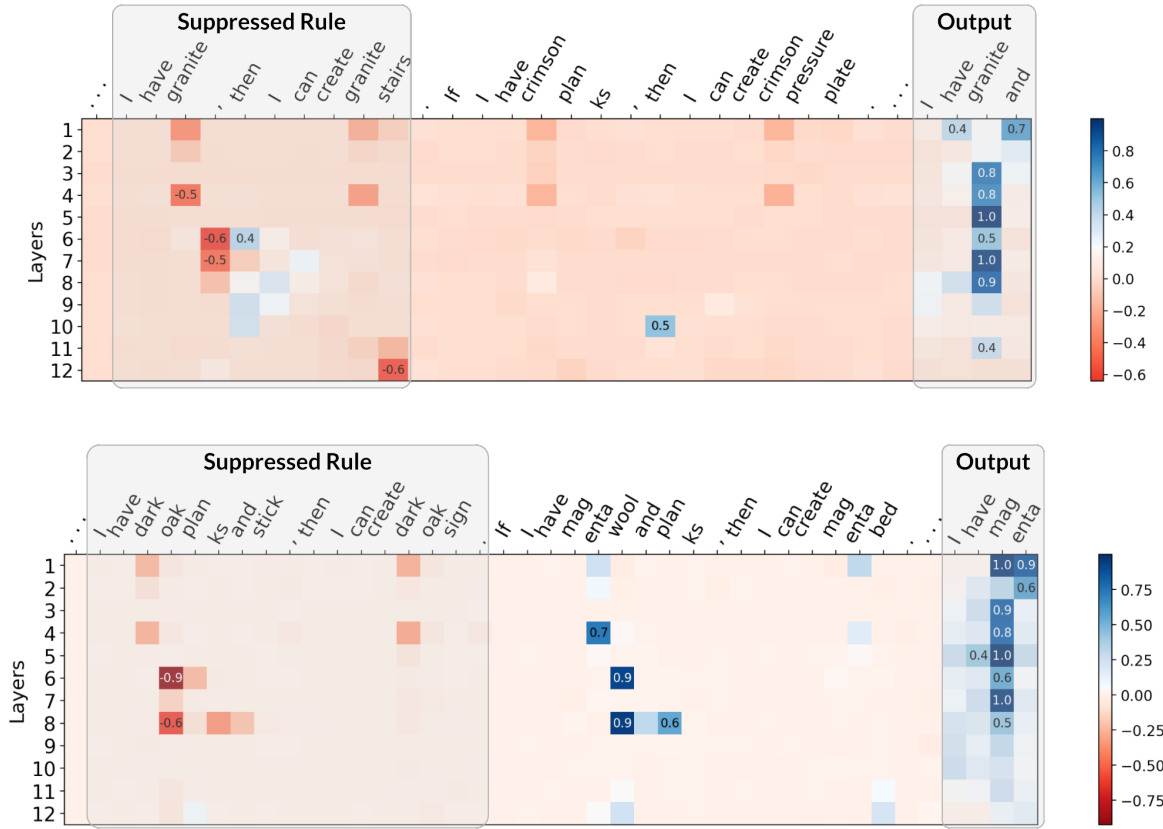 Suppressed Rule Output
... I have granite , then I can create granite stairs . If I have crimson plan ks , then I can create crimson pressure plate . ... I have granite and
Layers
1 0.4 0.7
2
3 0.8
4 -0.5 0.8
5 1.0
6 -0.6 0.4 0.5
7 -0.5 1.0
8 0.9
9
10 0.5
11 0.4
12 -0.6
0.8
0.6
0.4
0.2
0.0
−0.2
−0.4
−0.6
Suppressed Rule Output
... I have dark oak plan ks and stick , then I can create dark oak sign . If I have mag enta wool and plan ks , then I can create mag enta bed . ... I have mag enta
Layers
1 1.0 0.9
2 0.6
3 0.9
4 0.7 0.8
5 0.4 1.0
6 -0.9 0.9 0.6
7 1.0
8 -0.6 0.9 0.6 0.5
9
10
11
12
0.75
0.50
0.25
0.00
−0.25
−0.50
−0.75